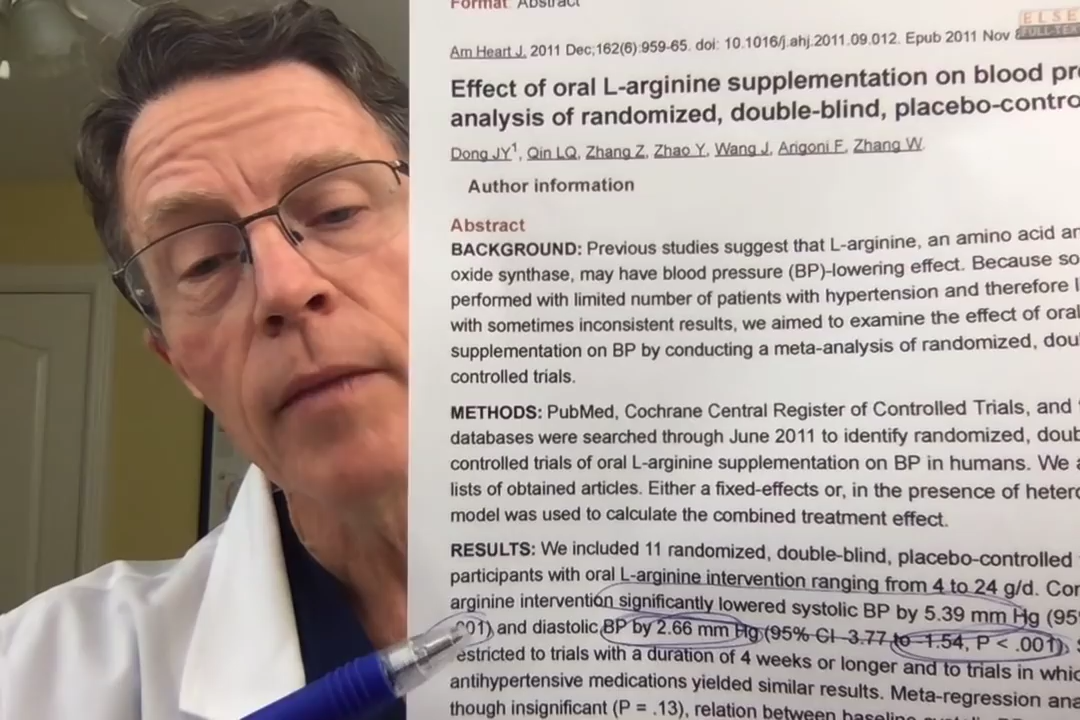 Format Abstract
ELSE
FULL-TEX
Am Heart J. 2011 Dec;162(6):959-65. doi: 10.1016/j.ahj.2011.09.012. Epub 2011 Nov
Effect of oral L-arginine supplementation on blood pr
analysis of randomized, double-blind, placebo-contro
Dong JY1, Qin LQ, Zhang Z, Zhao Y, Wang J, Arigoni F, Zhang W.
Author information
Abstract
BACKGROUND: Previous studies suggest that L-arginine, an amino acid an
oxide synthase, may have blood pressure (BP)-lowering effect. Because so
performed with limited number of patients with hypertension and therefore l
with sometimes inconsistent results, we aimed to examine the effect of oral
supplementation on BP by conducting a meta-analysis of randomized, dou
controlled trials.
METHODS: PubMed, Cochrane Central Register of Controlled Trials, and
databases were searched through June 2011 to identify randomized, doub
controlled trials of oral L-arginine supplementation on BP in humans. We a
lists of obtained articles. Either a fixed-effects or, in the presence of hetero
model was used to calculate the combined treatment effect.
RESULTS: We included 11 randomized, double-blind, placebo-controlled
participants with oral L-arginine intervention ranging from 4 to 24 g/d. Com
arginine intervention significantly lowered systolic BP by 5.39 mm Hg (95%
001) and diastolic BP by 2.66 mm Hg (95% CI -3.77 to -1.54, P < .001).
estricted to trials with a duration of 4 weeks or longer and to trials in whic
antihypertensive medications yielded similar results. Meta-regression ana
though insignificant (P = .13), relation between baseline